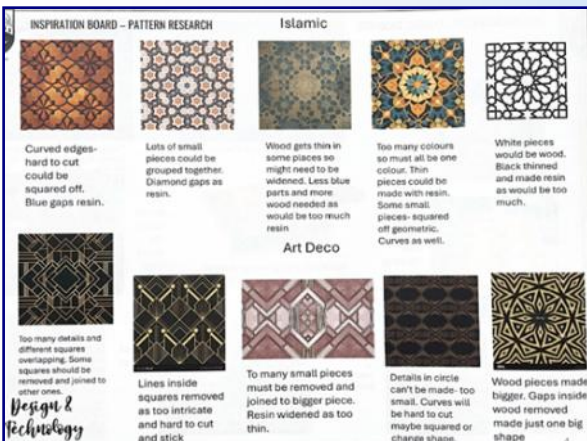 INSPIRATION BOARD – PATTERN RESEARCH
Islamic
Curved edges-
hard to cut
could be
squared off.
Blue gaps resin.
Lots of small
pieces could be
grouped together.
Diamond gaps as
resin.
Wood gets thin in
some places so
might need to be
widened. Less blue
parts and more
wood needed as
would be too much
resin
Too many colours
so must all be one
colour. Thin
pieces could be
made with resin.
Some small
pieces- squared
off geometric.
Curves as well.
White pieces
would be wood.
Black thinned
and made resin
as would be too
much.
Art Deco
Too many details and
different squares
overlapping. Some
squares should be
removed and joined to
other ones.
Lines inside
squares removed
as too intricate
and hard to cut
and stick
To many small pieces
must be removed and
joined to bigger piece.
Resin widened as too
thin.
Details in circle
can't be made- too
small. Curves will
be hard to cut
maybe squared or
change shape.
Wood pieces made
bigger. Gaps inside
wood removed
made just one big
shape
Design &
Technology